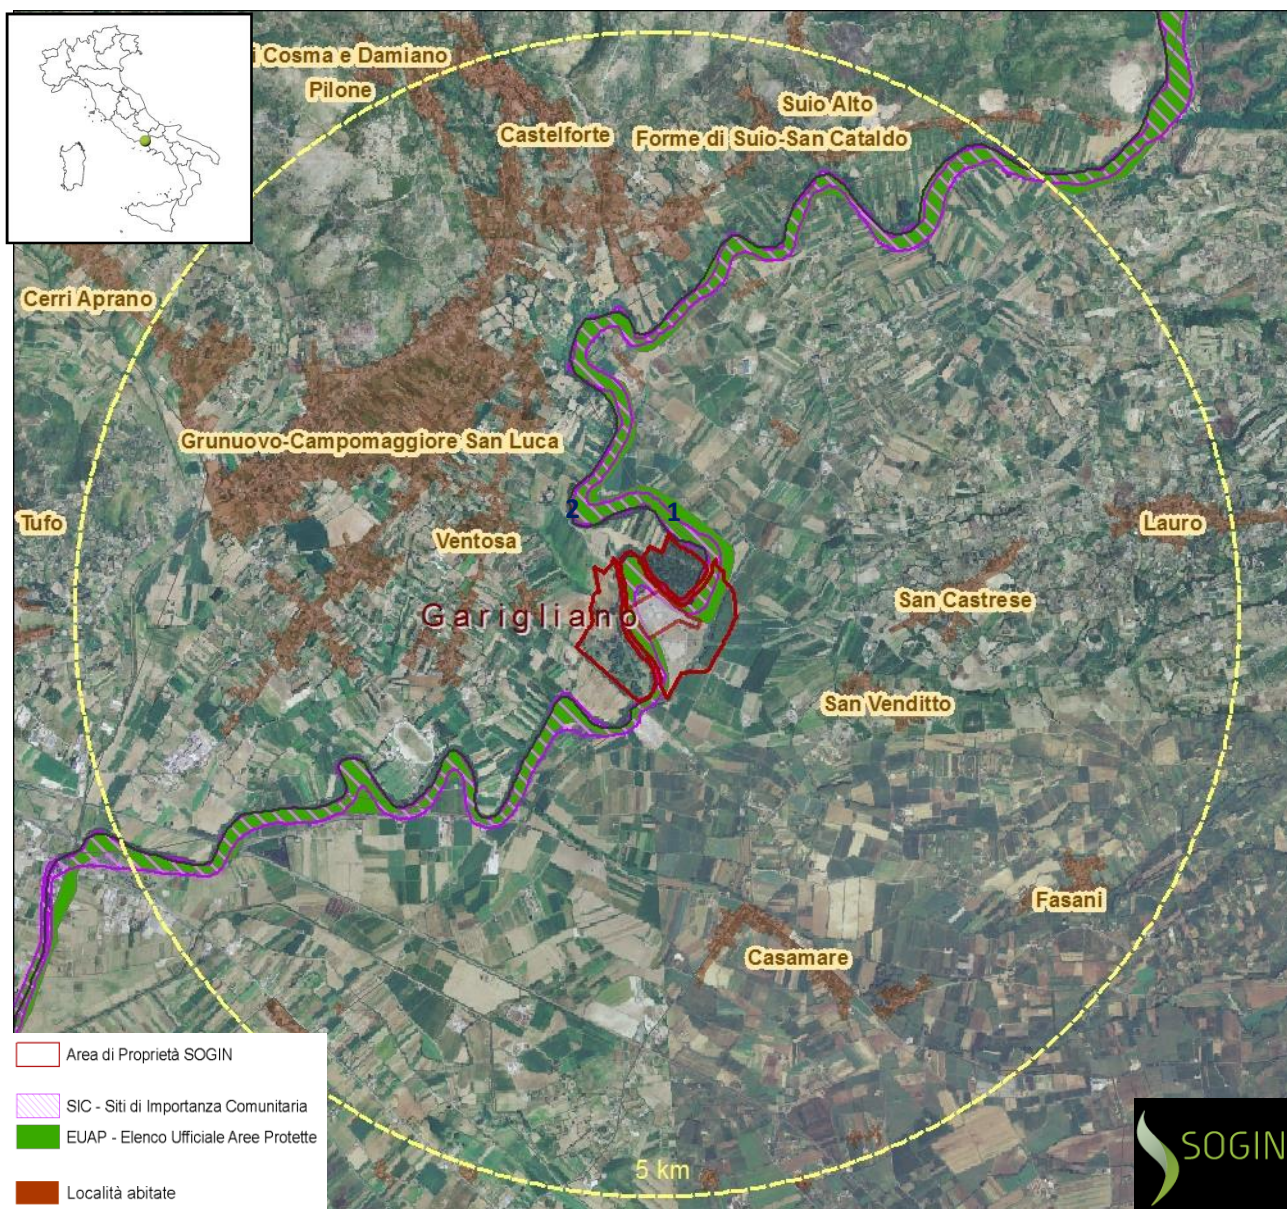 i Cosma e Damiano
Pilone
Suio Alto
Castelforte
Forme di Suio-San Cataldo
Cerri Aprano
Grunuovo-Campomaggiore San Luca
Tufo
Ventosa
2
1
Lauro
San Castrese
Garigliano
San Venditto
Fasani
Casamare
5 km
Area di Proprietà SOGIN
SIC - Siti di Importanza Comunitaria
EUAP - Elenco Ufficiale Aree Protette
Località abitate
SOGIN